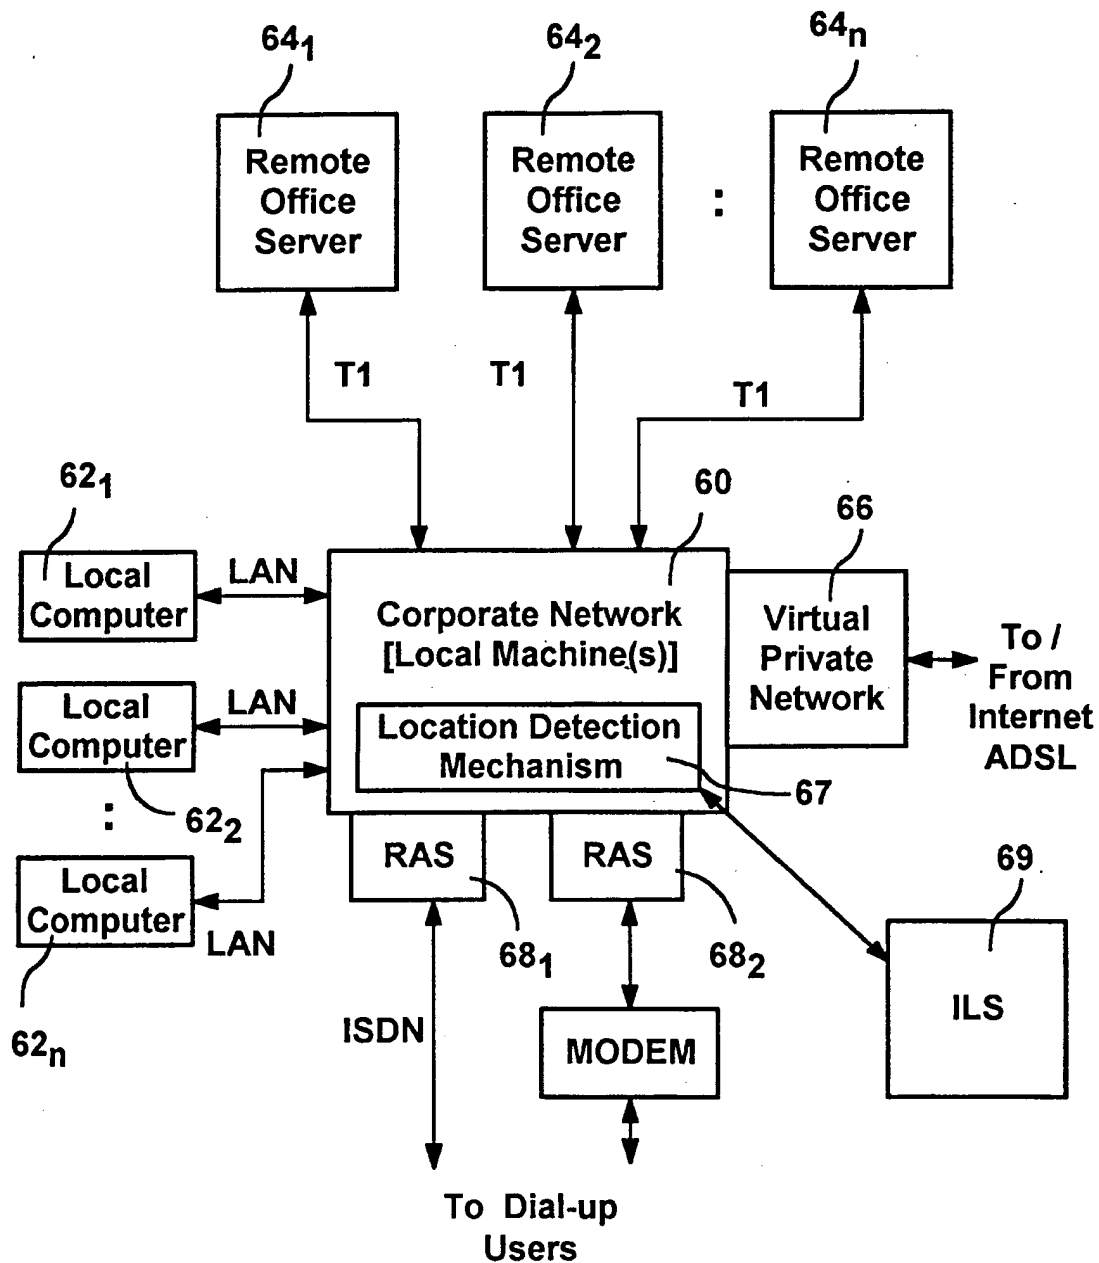 64₁
64₂
64ₙ
Remote
Office
Server
Remote
Office
Server
:
Remote
Office
Server
T1
T1
T1
62₁
60
66
Local
Computer
LAN
Corporate Network
[Local Machine(s)]
Virtual
Private
Network
To /
From
Internet
ADSL
Local
Computer
LAN
Location Detection
Mechanism
67
:
62₂
RAS
RAS
69
Local
Computer
LAN
68₁
68₂
62ₙ
ISDN
MODEM
ILS
To Dial-up
Users